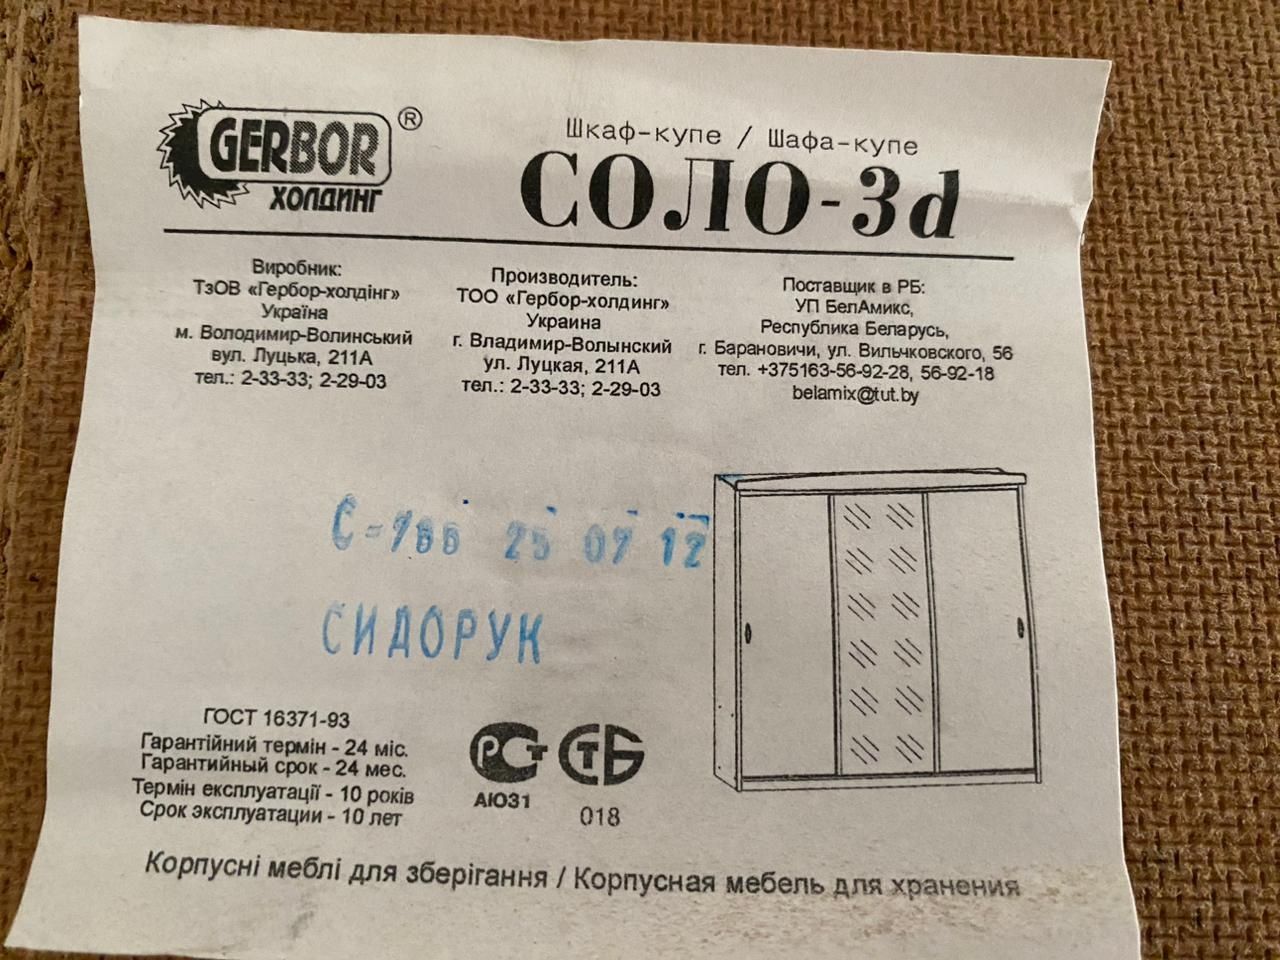 GERBOR ®
ХОЛДИНГ
Шкаф-купе / Шафа-купе
СОЛО-3d
Виробник:
ТзОВ «Гербор-холдінг»
Україна
м. Володимир-Волинський
вул. Луцька, 211А
тел.: 2-33-33; 2-29-03
Производитель:
ТОО «Гербор-холдинг»
Украина
г. Владимир-Волынский
ул. Луцкая, 211А
тел.: 2-33-33; 2-29-03
Поставщик в РБ:
УП БелАмикс,
Республика Беларусь,
г. Барановичи, ул. Вильчковского, 56
тел. +375163-56-92-28, 56-92-18
belamix@tut.by
25 07 12
СИДОРУК
ГОСТ 16371-93
Гарантійний термін - 24 міс.
Гарантийный срок - 24 мес.
Термін експлуатації - 10 років
Срок эксплуатации - 10 лет
РСТ
АЮ31
СТБ
018
Корпусні меблі для зберігання / Корпусная мебель для хранения